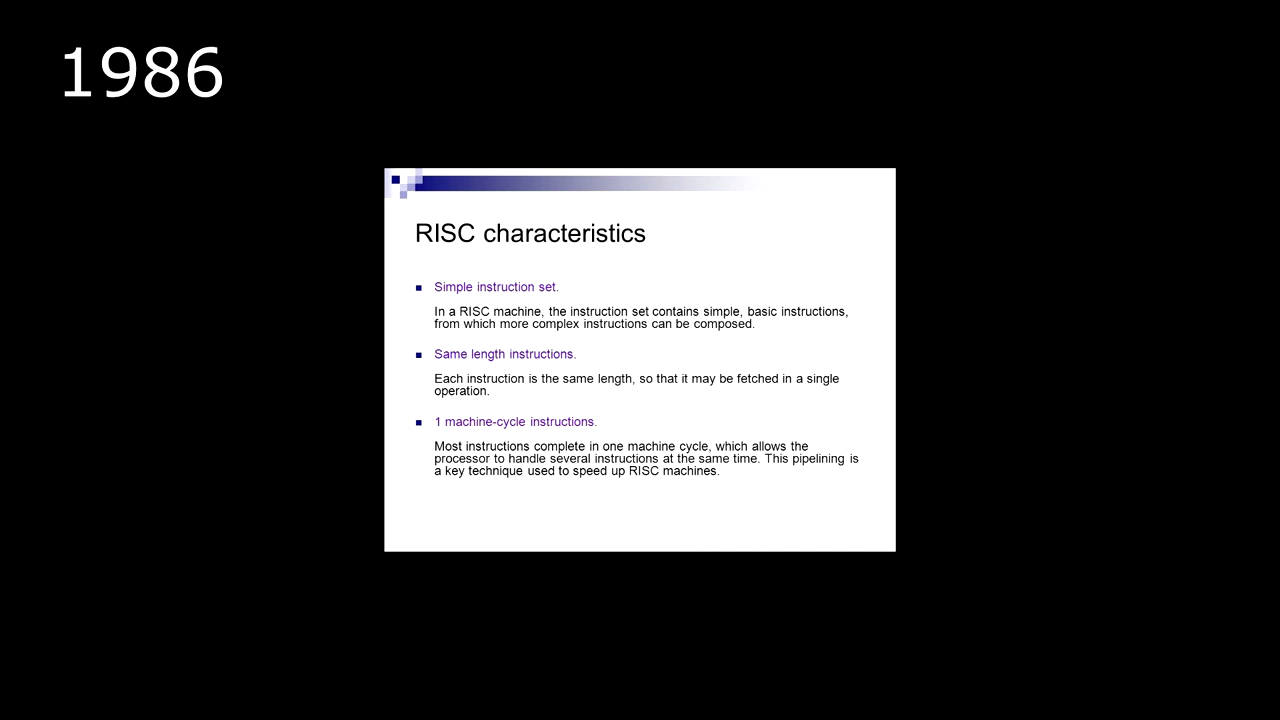 1986
RISC characteristics
Simple instruction set.
In a RISC machine, the instruction set contains simple, basic instructions,
from which more complex instructions can be composed.
Same length instructions.
Each instruction is the same length, so that it may be fetched in a single
operation.
1 machine-cycle instructions.
Most instructions complete in one machine cycle, which allows the
processor to handle several instructions at the same time. This pipelining is
a key technique used to speed up RISC machines.